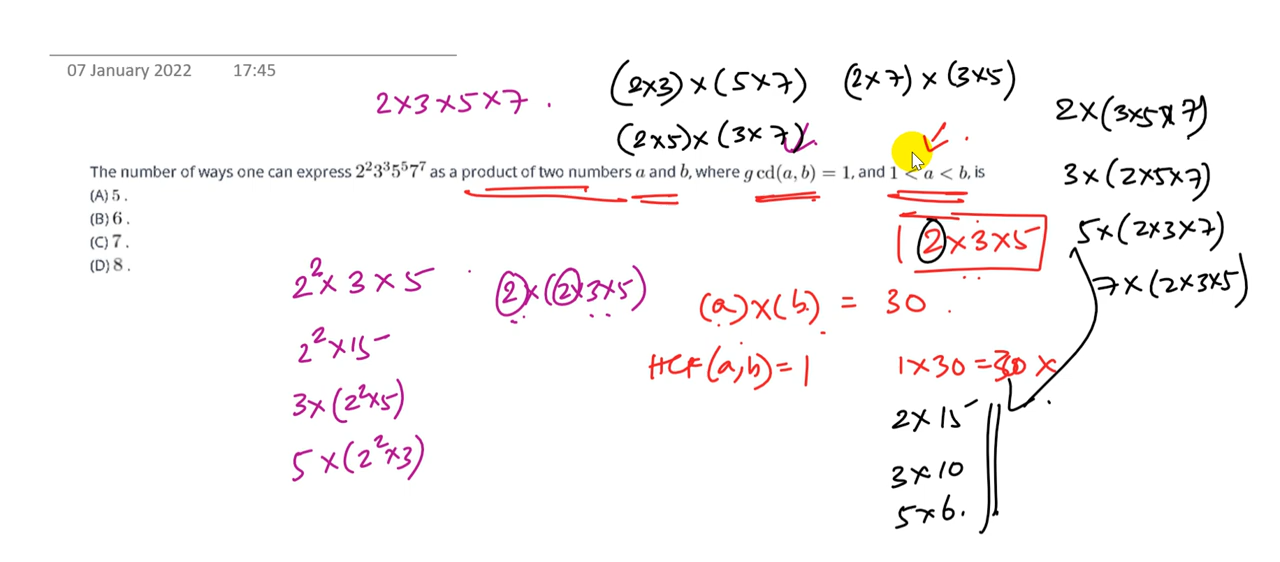 07 January 2022 17:45
2×3×5×7 .
(2×3)×(5×7) (2×7)×(3×5)
(2×5)×(3×7)
2×(3×5×7)
3×(2×5×7)
5×(2×3×7)
7×(2×3×5)
The number of ways one can express 2²3³5⁵7⁷ as a product of two numbers a and b, where gcd(a, b) = 1, and 1 < a < b, is
(A) 5 .
(B) 6 .
(C) 7 .
(D) 8 .
2×3×5
2²×3×5 2×(2×3×5)
2²×15
3×(2²×5)
5×(2²×3)
(a)×(b) = 30 .
HCF(a,b)=1 1×30=30 ×
2×15
3×10
5×6.